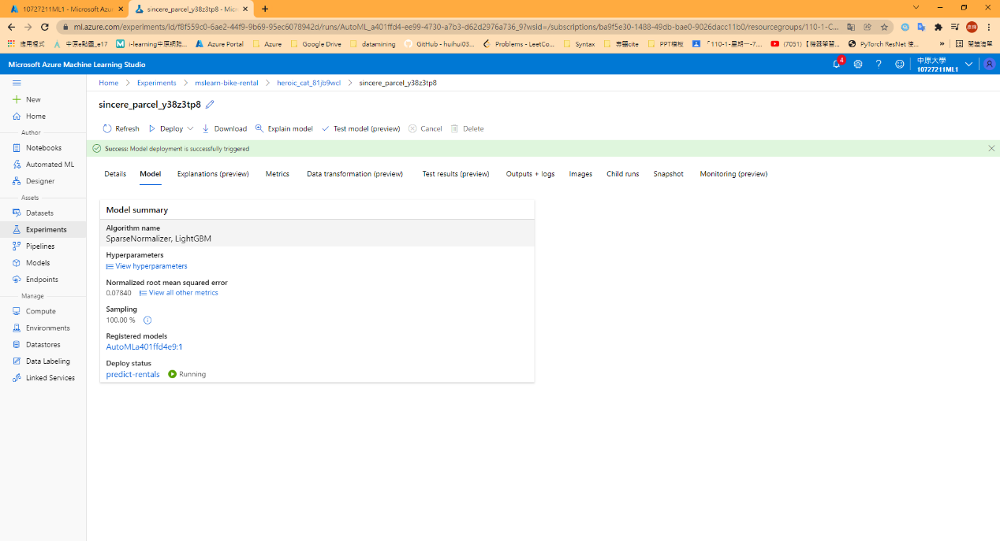 10727211ML1 - Microsoft Azu
sincere_parcel_y38z3tp8 - Micr
ml.azure.com/experiments/id/f8f559c0-6ae2-44f9-9b69-95ec6078942d/runs/AutoML_a401ffd4-ee99-4730-a7b3-d62d2976a736_9?wsid=/subscriptions/ba9f5e30-1488-49db-bae0-9026dacc11b0/resourcegroups/110-1-C...
應用程式
中原e點靈_e17
i-learning中原網路...
Azure Portal
Azure
Google Drive
datamining
GitHub - huihui03...
Problems - LeetCo...
Syntax
專題cite
PPT模板
「110-1-星期一-7....
(7051)【機器學習...
PyTorch ResNet 使...
»
閱讀清單
Microsoft Azure Machine Learning Studio
4
中原大學
10727211ML1
Home > Experiments > mslearn-bike-rental > heroic_cat_81jb9wcl > sincere_parcel_y38z3tp8
New
Home
Author
Notebooks
Automated ML
Designer
Assets
Datasets
Experiments
Pipelines
Models
Endpoints
Manage
Compute
Environments
Datastores
Data Labeling
Linked Services
sincere_parcel_y38z3tp8
Refresh Deploy Download Explain model Test model (preview) Cancel Delete
Success: Model deployment is successfully triggered
Details Model Explanations (preview) Metrics Data transformation (preview) Test results (preview) Outputs + logs Images Child runs Snapshot Monitoring (preview)
Model summary
Algorithm name
SparseNormalizer, LightGBM
Hyperparameters
View hyperparameters
Normalized root mean squared error
0.07840 View all other metrics
Sampling
100.00 %
Registered models
AutoMLa401ffd4e9:1
Deploy status
predict-rentals Running